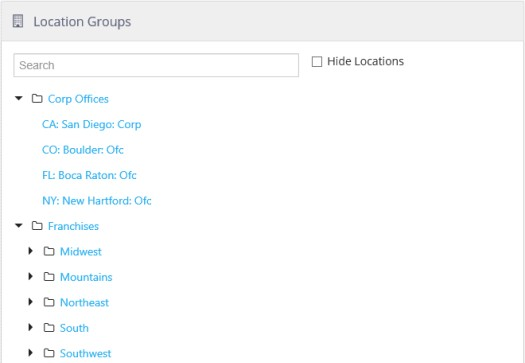 Location Groups
Search
Hide Locations
Corp Offices
CA: San Diego: Corp
CO: Boulder: Ofc
FL: Boca Raton: Ofc
NY: New Hartford: Ofc
Franchises
Midwest
Mountains
Northeast
South
Southwest